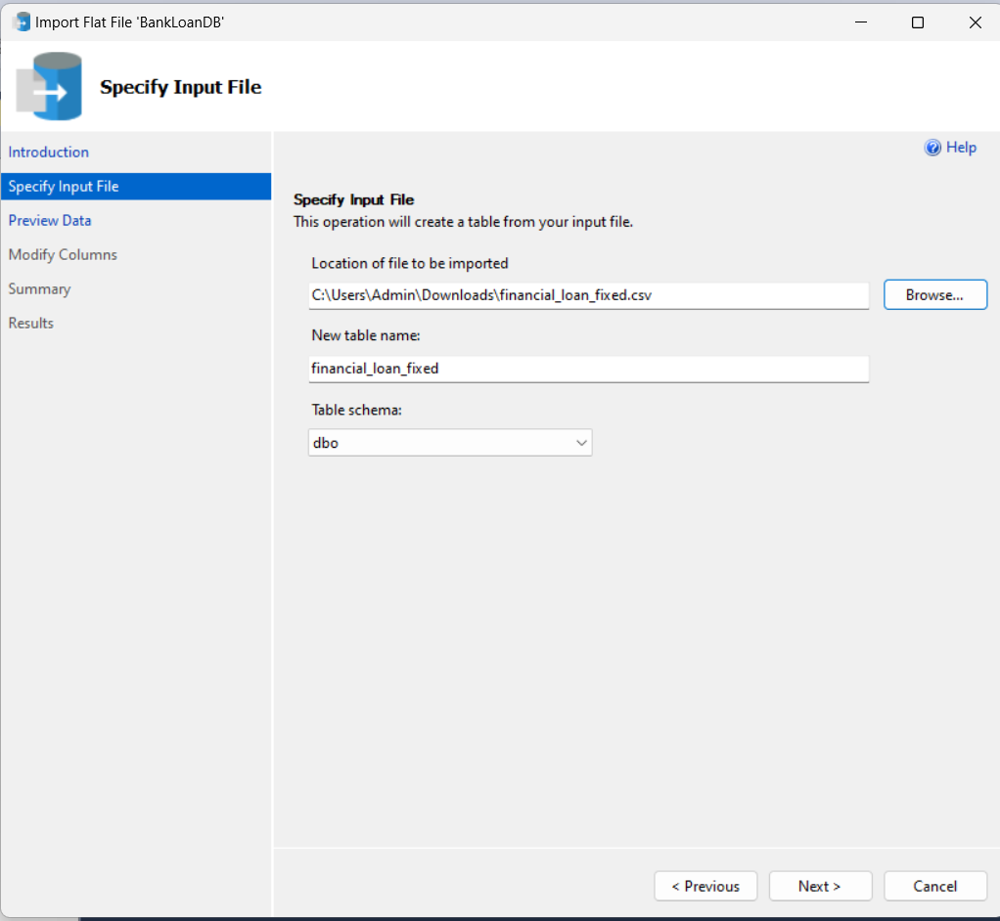 Import Flat File 'BankLoanDB'
Specify Input File
Introduction
Specify Input File
Preview Data
Modify Columns
Summary
Results
Help
Specify Input File
This operation will create a table from your input file.
Location of file to be imported
C:\Users\Admin\Downloads\financial_loan_fixed.csv
Browse...
New table name:
financial_loan_fixed
Table schema:
dbo
< Previous
Next >
Cancel